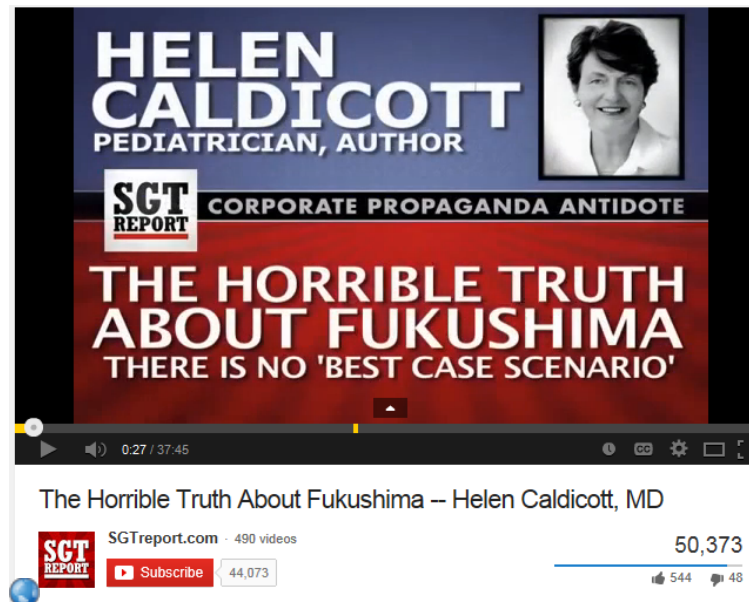 HELEN
CALDICOTT
PEDIATRICIAN, AUTHOR
SGT
REPORT
CORPORATE PROPAGANDA ANTIDOTE
THE HORRIBLE TRUTH
ABOUT FUKUSHIMA
THERE IS NO 'BEST CASE SCENARIO'
0:27 / 37:45
CC
The Horrible Truth About Fukushima -- Helen Caldicott, MD
SGT
REPORT
SGTreport.com · 490 videos
Subscribe 44,073
50,373
544 48